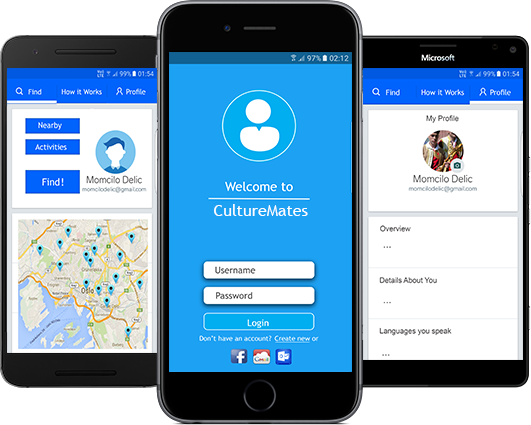 99% 01:54
Find How it Works Profile
Nearby
Activities
Find!
Momcilo Delic
momcilodelic@gmail.com
Oslo
97% 02:12
Welcome to
CultureMates
Username
Password
Login
Don't have an account? Create new or
Microsoft
99% 01:54
Find How it Works Profile
My Profile
Momcilo Delic
momcilodelic@gmail.com
Overview
...
Details About You
...
Languages you speak
...